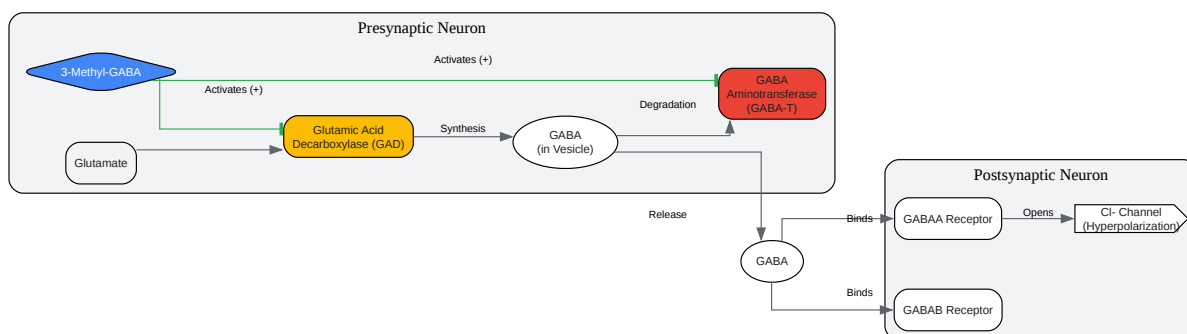 Presynaptic Neuron
3-Methyl-GABA
Activates (+)
Activates (+)
GABA
Aminotransferase
(GABA-T)
Degradation
Glutamic Acid
Decarboxylase (GAD)
Synthesis
GABA
(in Vesicle)
Glutamate
Postsynaptic Neuron
Release
Binds
GABAA Receptor
Opens
Cl- Channel
(Hyperpolarization)
GABA
Binds
GABAB Receptor